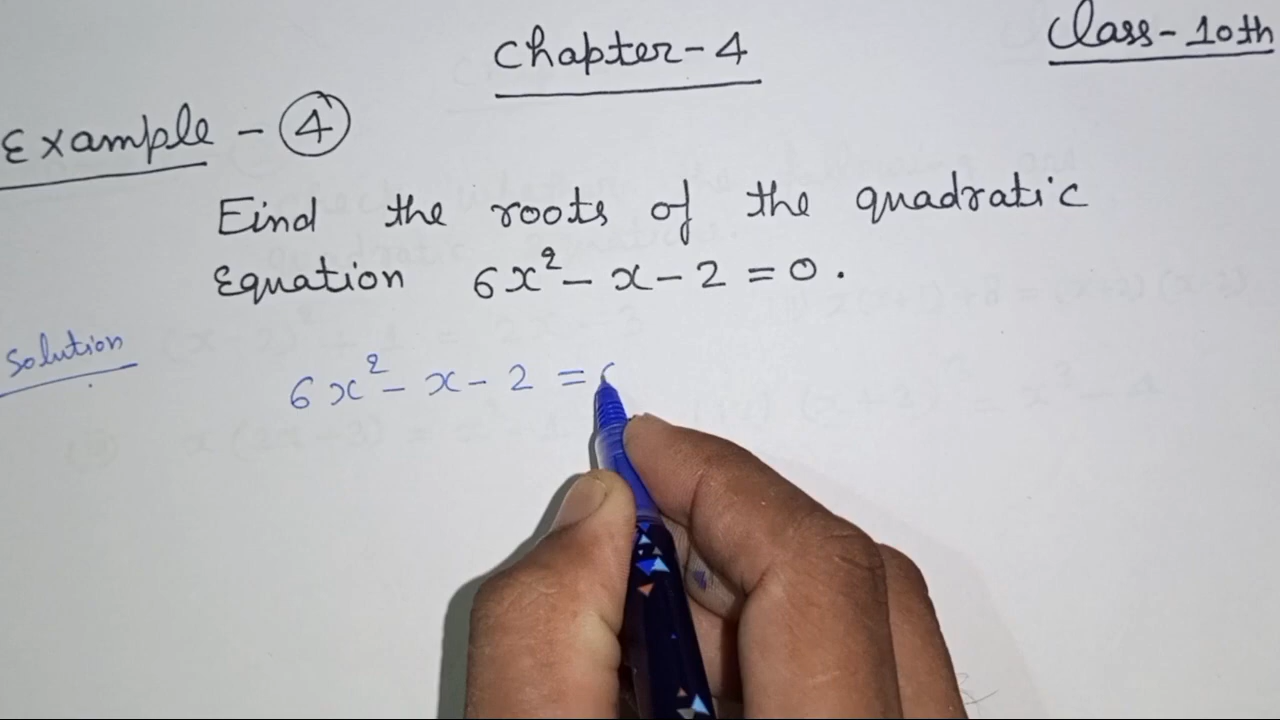 Chapter-4
Class-10th
Example - 4
Find the roots of the quadratic
Equation 6x² - x - 2 = 0.
Solution
6x² - x - 2 =